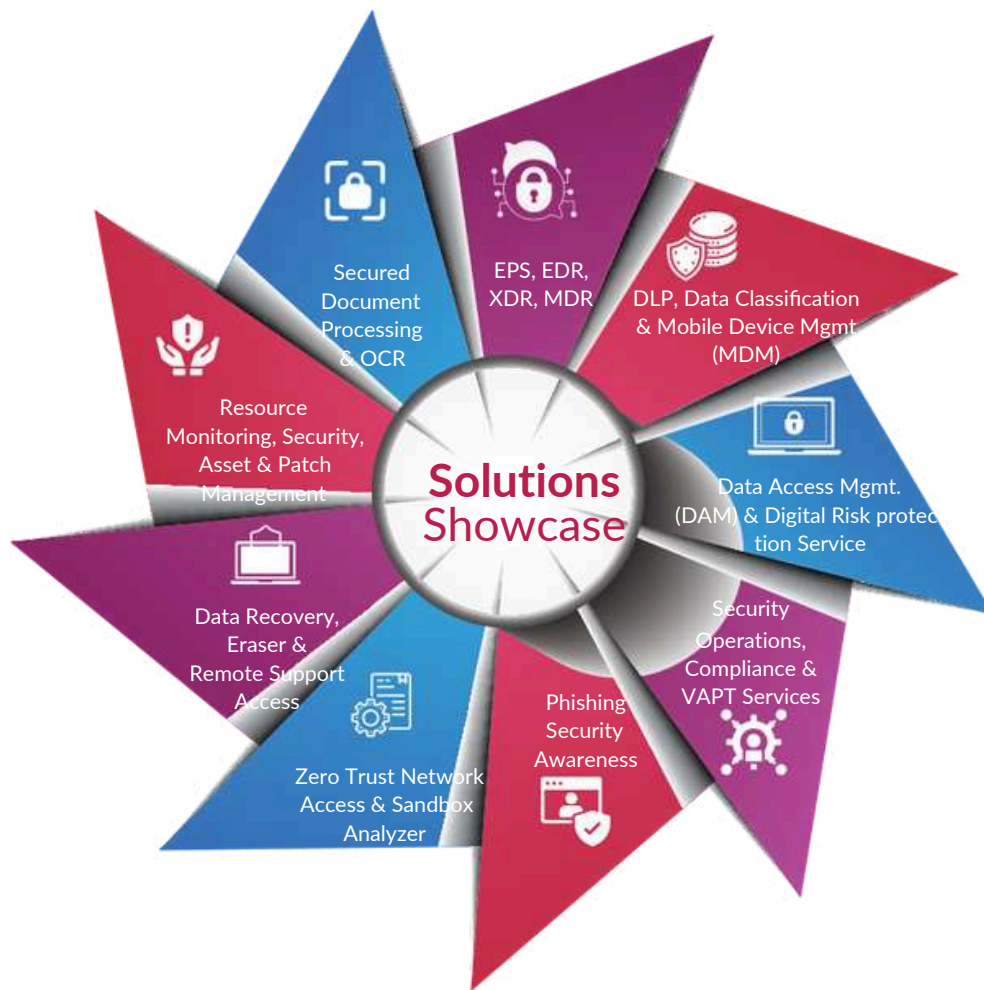 Secured
Document
Processing
& OCR
EPS, EDR,
XDR, MDR
DLP, Data Classification
& Mobile Device Mgmt
(MDM)
Data Access Mgmt.
(DAM) & Digital Risk protec
tion Service
Security
Operations,
Compliance &
VAPT Services
Phishing
Security
Awareness
Zero Trust Network
Access & Sandbox
Analyzer
Data Recovery,
Eraser &
Remote Support
Access
Resource
Monitoring, Security,
Asset & Patch
Management
Solutions
Showcase